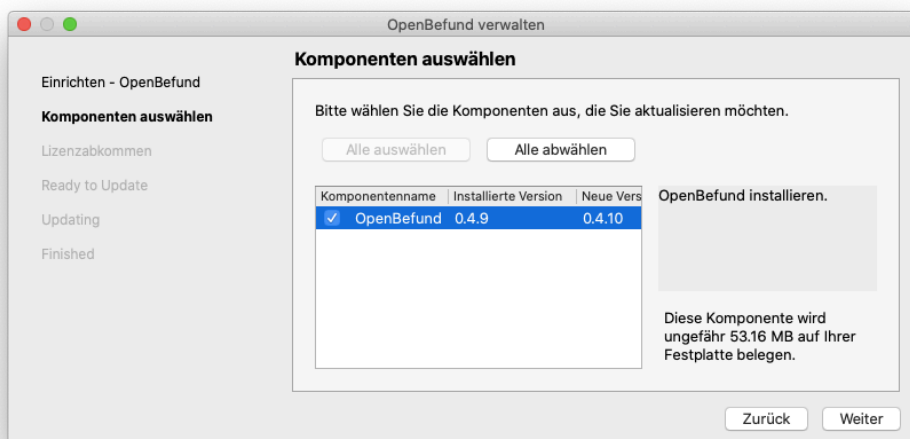 OpenBefund verwalten
Einrichten - OpenBefund
Komponenten auswählen
Lizenzabkommen
Ready to Update
Updating
Finished
Komponenten auswählen
Bitte wählen Sie die Komponenten aus, die Sie aktualisieren möchten.
Alle auswählen Alle abwählen
Komponentenname Installierte Version Neue Vers
OpenBefund 0.4.9 0.4.10
OpenBefund installieren.
Diese Komponente wird
ungefähr 53.16 MB auf Ihrer
Festplatte belegen.
Zurück Weiter